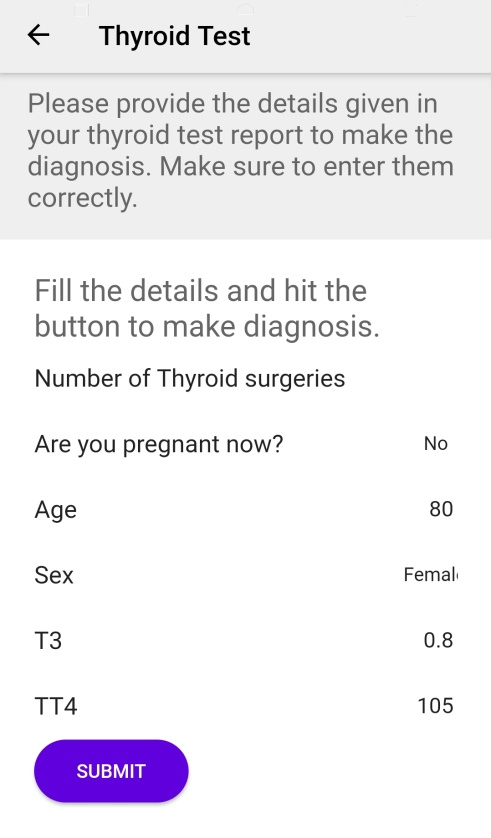 Thyroid Test
Please provide the details given in
your thyroid test report to make the
diagnosis. Make sure to enter them
correctly.
Fill the details and hit the
button to make diagnosis.
Number of Thyroid surgeries
Are you pregnant now? No
Age 80
Sex Femal
T3 0.8
TT4 105
SUBMIT